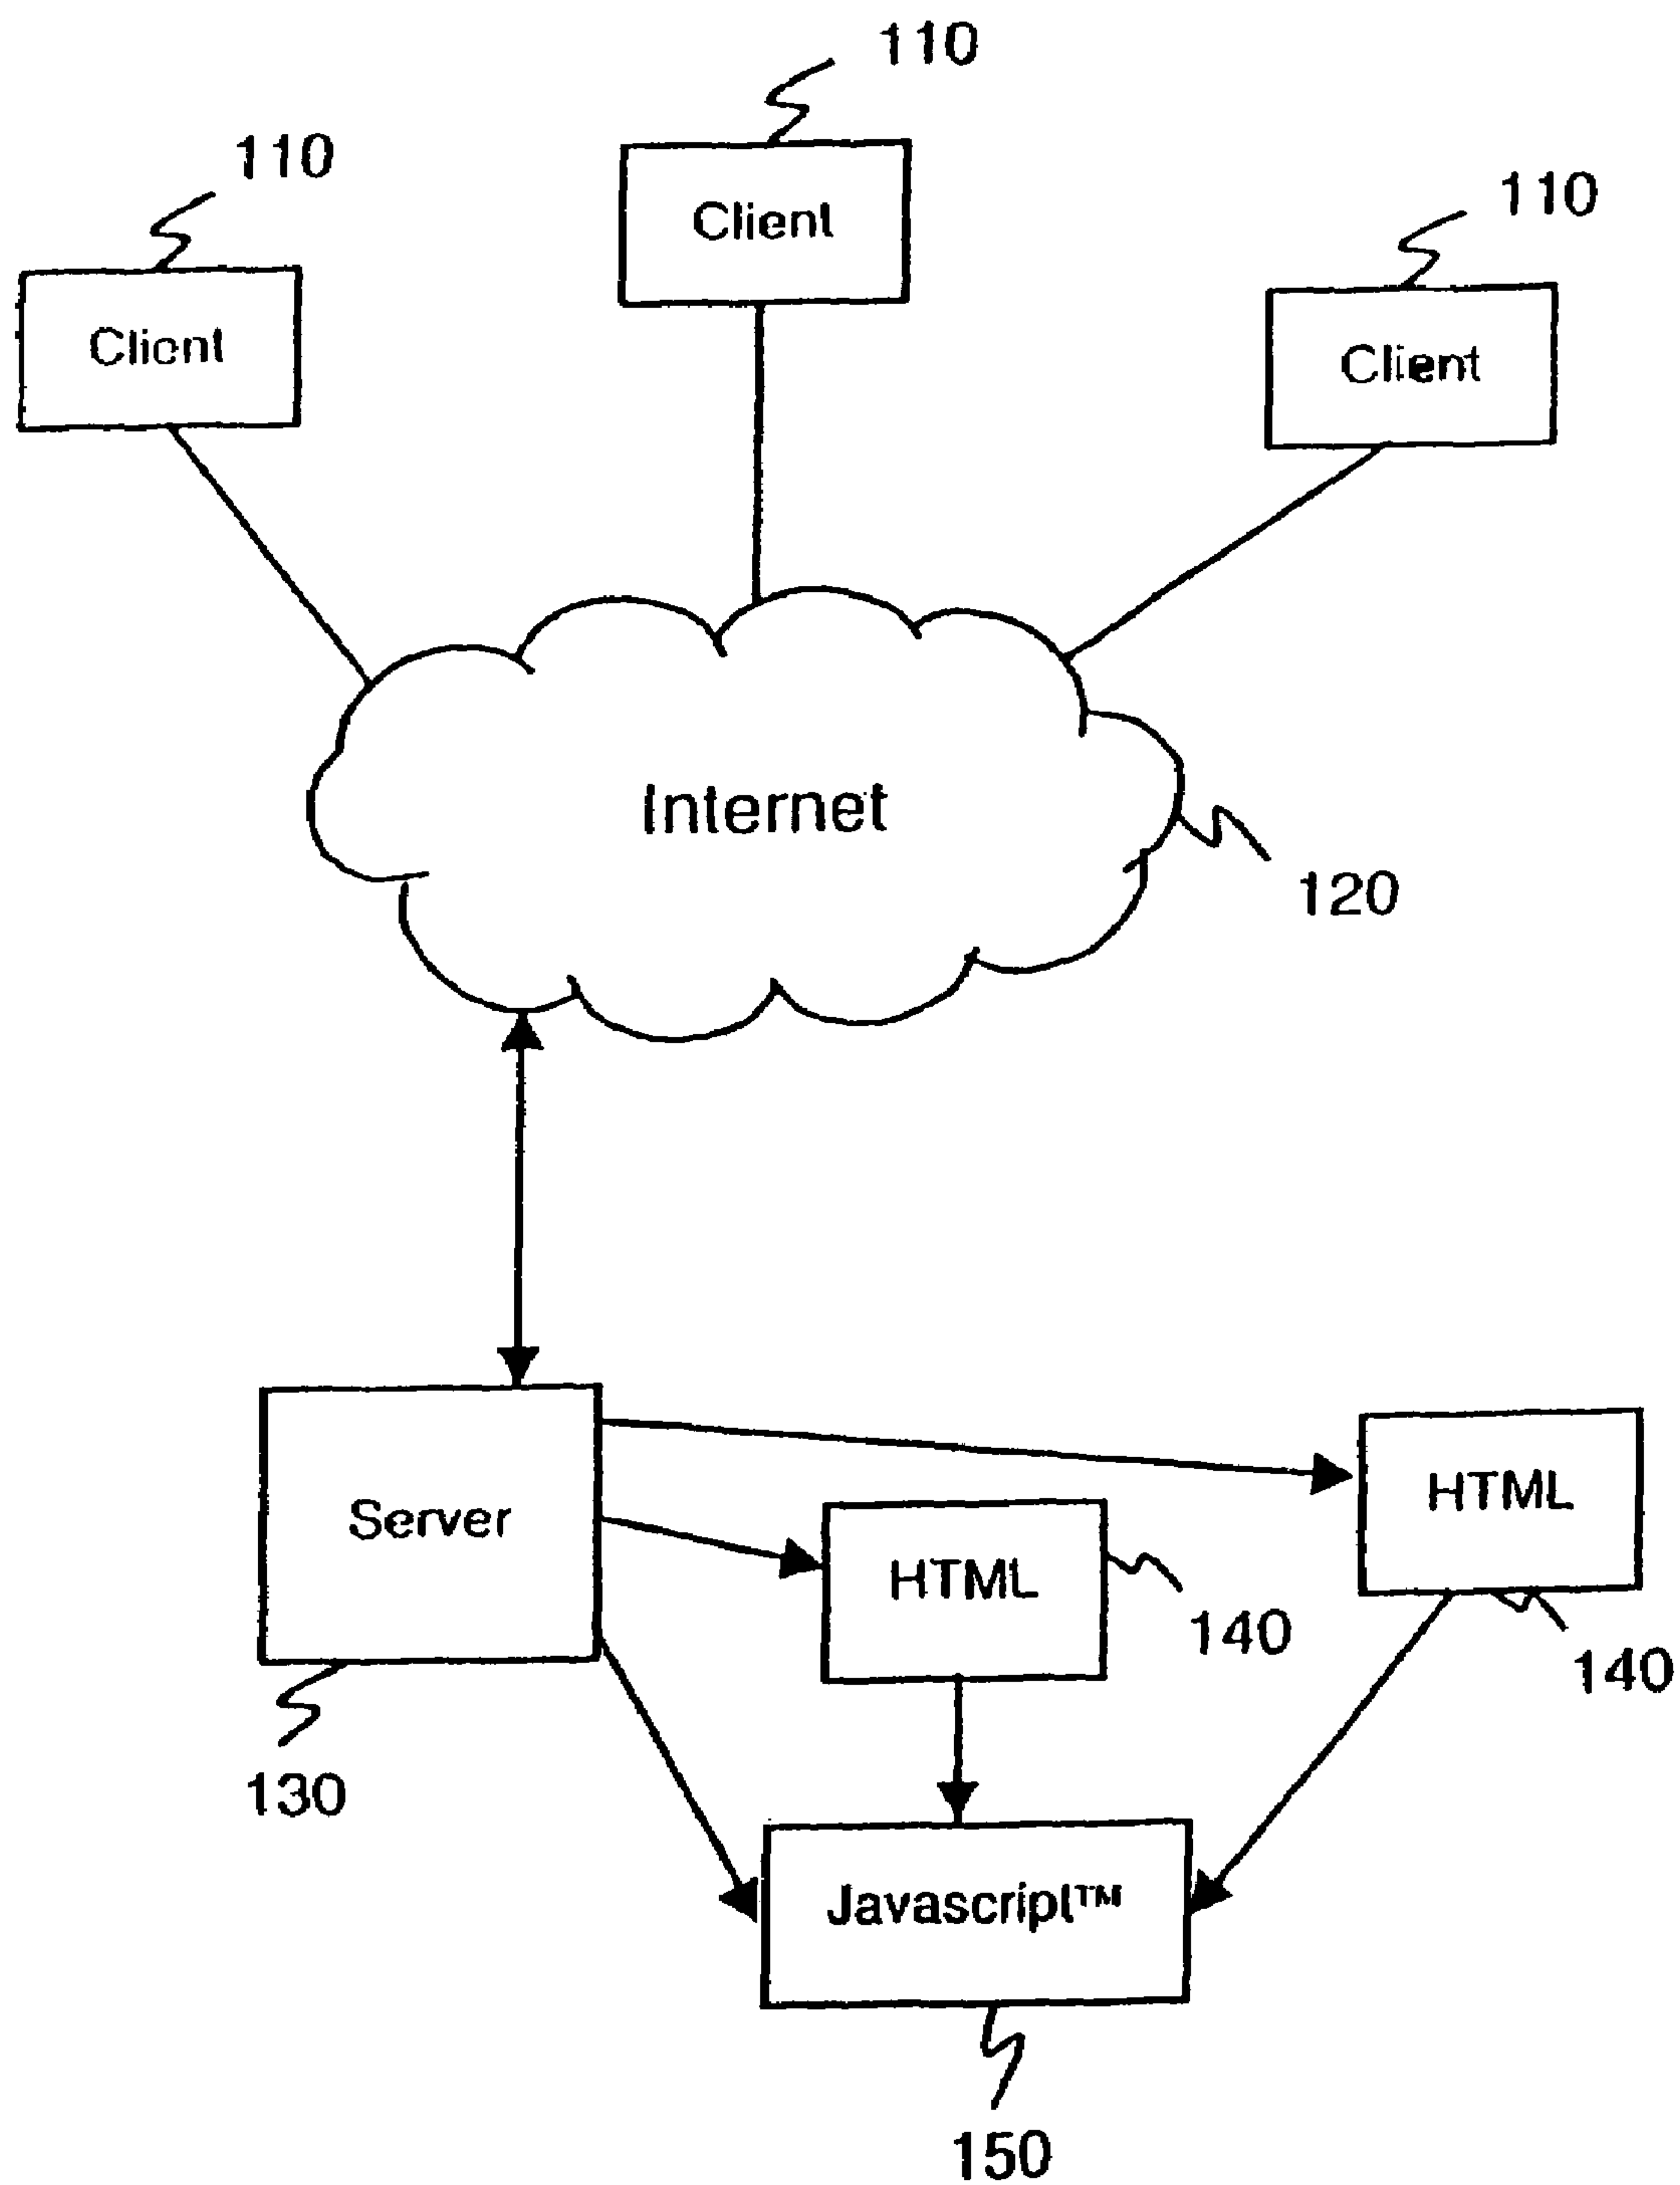 110
110
110
Client
Client
Client
Internet
120
Server
HTML
HTML
140
140
130
Javascript™
150